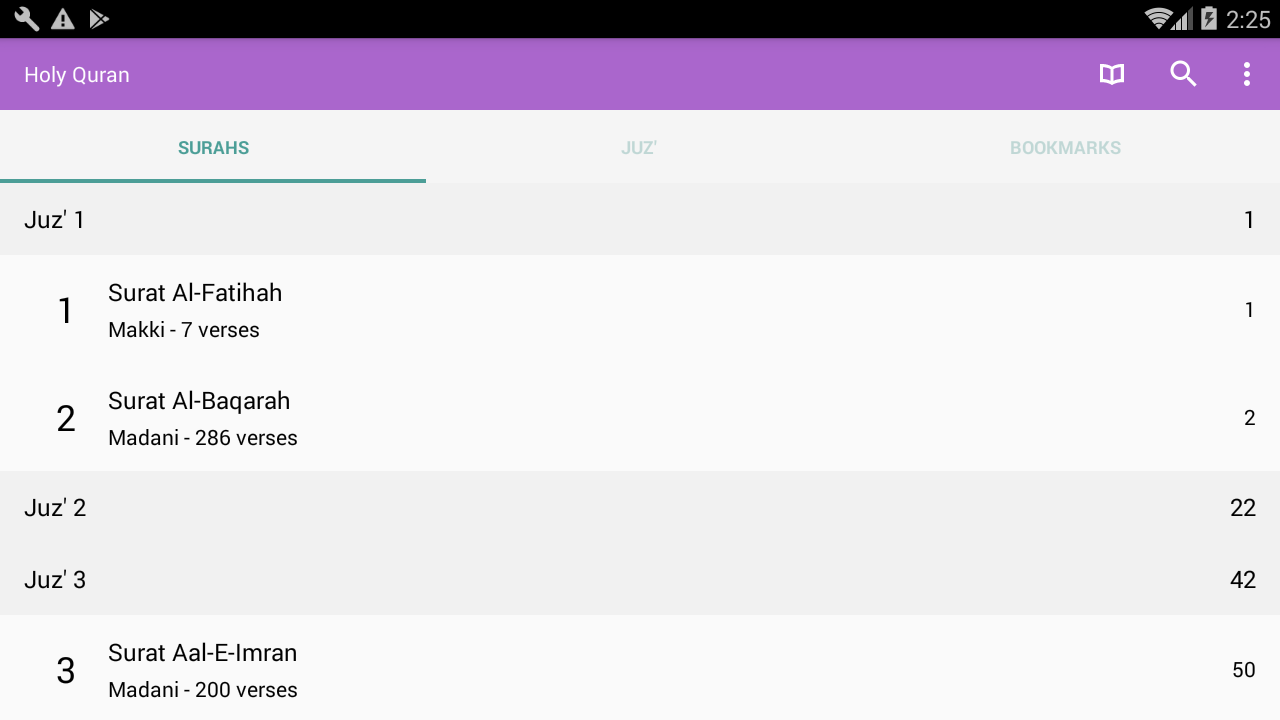 2:25
Holy Quran
SURAHS
JUZ'
BOOKMARKS
Juz' 1
1
1
Surat Al-Fatihah
Makki - 7 verses
1
2
Surat Al-Baqarah
Madani - 286 verses
2
Juz' 2
22
Juz' 3
42
3
Surat Aal-E-Imran
Madani - 200 verses
50